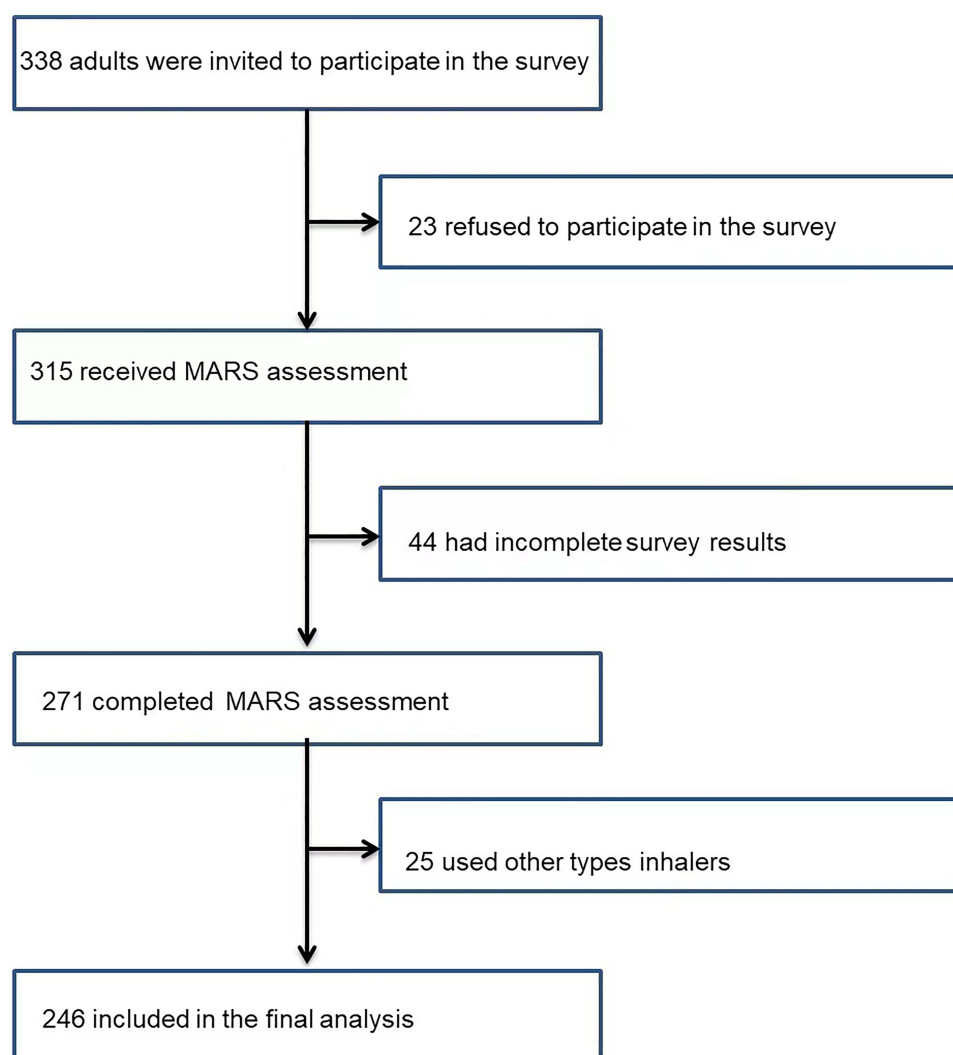 338 adults were invited to participate in the survey
23 refused to participate in the survey
315 received MARS assessment
44 had incomplete survey results
271 completed MARS assessment
25 used other types inhalers
246 included in the final analysis